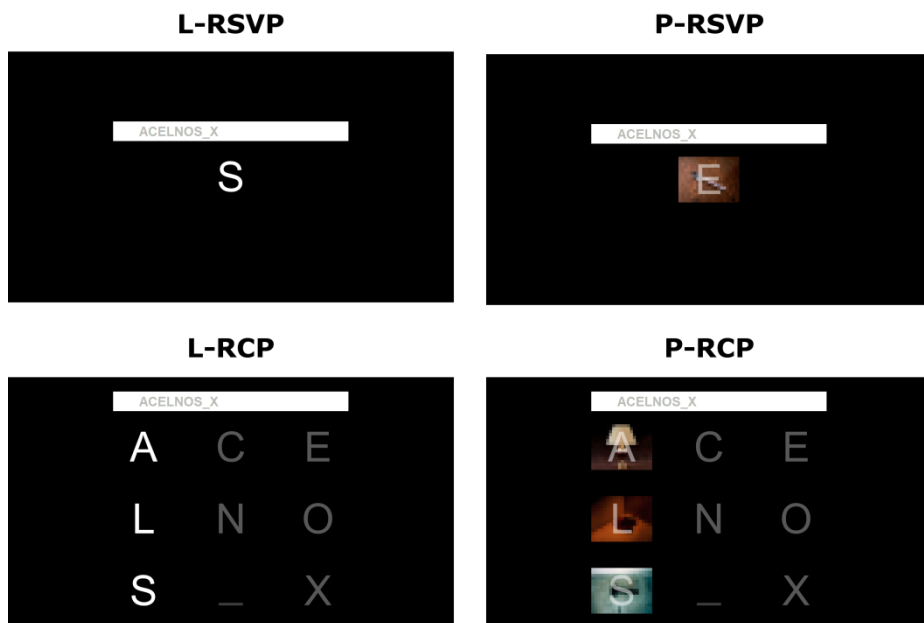 L-RSVP
P-RSVP
ACELNOS_X
S
ACELNOS_X
E
L-RCP
P-RCP
ACELNOS_X
A C E
L N O
S _ X
ACELNOS_X
A C E
L N O
S _ X